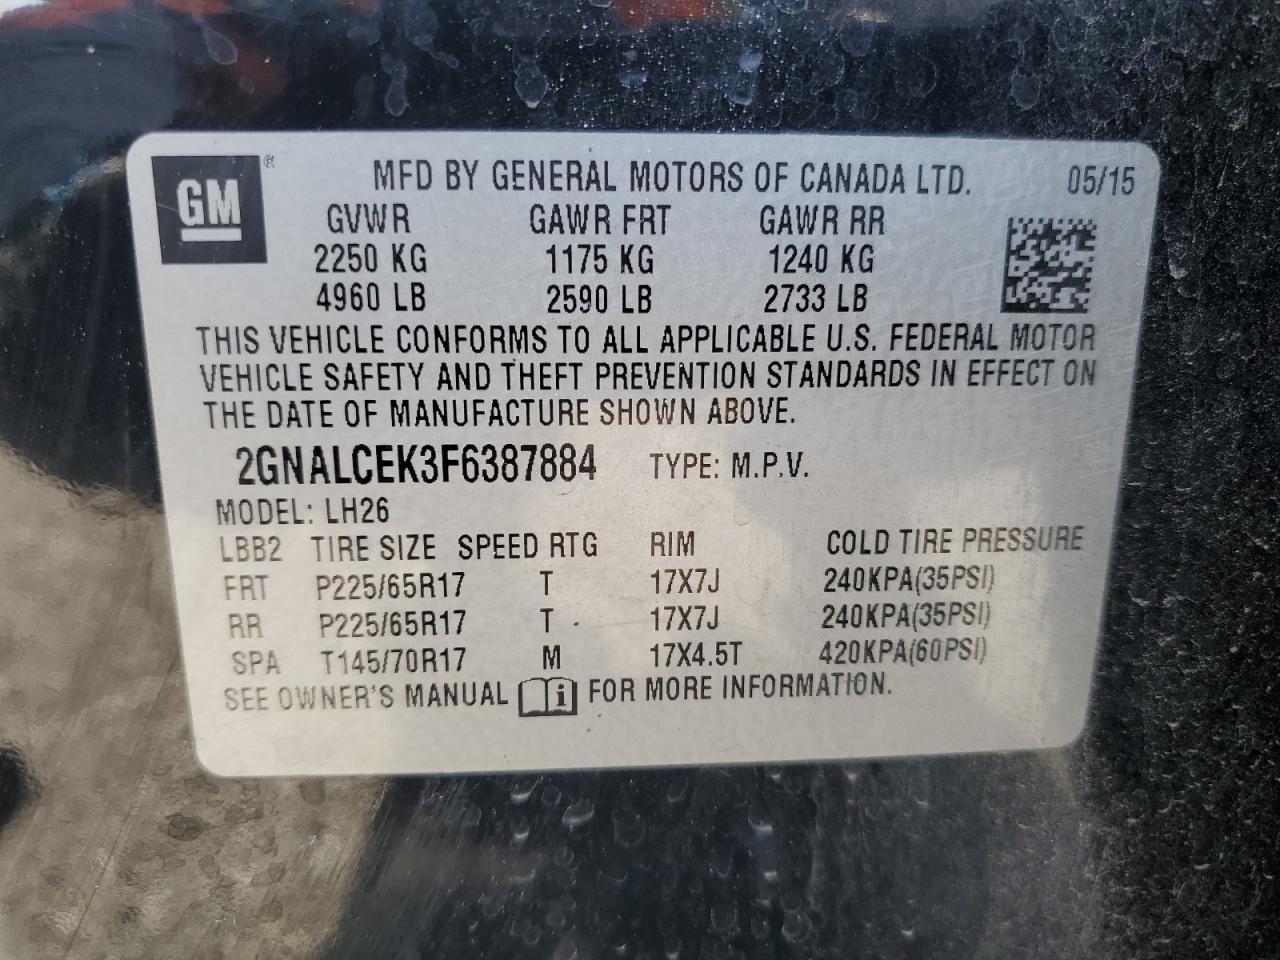 GM ® MFD BY GENERAL MOTORS OF CANADA LTD. 05/15
GVWR GAWR FRT GAWR RR
2250 KG 1175 KG 1240 KG
4960 LB 2590 LB 2733 LB
THIS VEHICLE CONFORMS TO ALL APPLICABLE U.S. FEDERAL MOTOR
VEHICLE SAFETY AND THEFT PREVENTION STANDARDS IN EFFECT ON
THE DATE OF MANUFACTURE SHOWN ABOVE.
2GNALCEK3F6387884 TYPE: M.P.V.
MODEL: LH26
LBB2 TIRE SIZE SPEED RTG RIM COLD TIRE PRESSURE
FRT P225/65R17 T 17X7J 240KPA(35PSI)
RR P225/65R17 T 17X7J 240KPA(35PSI)
SPA T145/70R17 M 17X4.5T 420KPA(60PSI)
SEE OWNER'S MANUAL i FOR MORE INFORMATION.